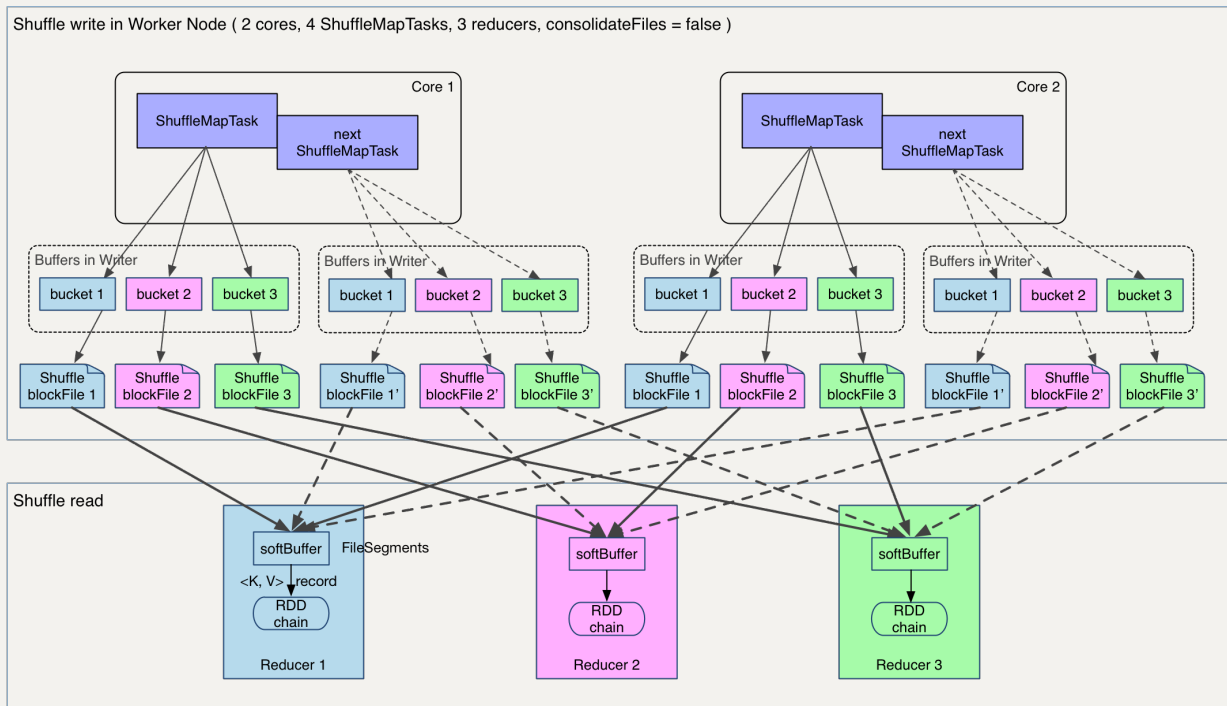 Shuffle write in Worker Node ( 2 cores, 4 ShuffleMapTasks, 3 reducers, consolidateFiles = false )
Core 1
ShuffleMapTask
next
ShuffleMapTask
Core 2
ShuffleMapTask
next
ShuffleMapTask
Buffers in Writer
bucket 1
bucket 2
bucket 3
Buffers in Writer
bucket 1
bucket 2
bucket 3
Buffers in Writer
bucket 1
bucket 2
bucket 3
Buffers in Writer
bucket 1
bucket 2
bucket 3
Shuffle
blockFile 1
Shuffle
blockFile 2
Shuffle
blockFile 3
Shuffle
blockFile 1’
Shuffle
blockFile 2’
Shuffle
blockFile 3’
Shuffle
blockFile 1
Shuffle
blockFile 2
Shuffle
blockFile 3
Shuffle
blockFile 1’
Shuffle
blockFile 2’
Shuffle
blockFile 3’
Shuffle read
softBuffer
FileSegments
<K, V> record
RDD
chain
Reducer 1
softBuffer
RDD
chain
Reducer 2
softBuffer
RDD
chain
Reducer 3